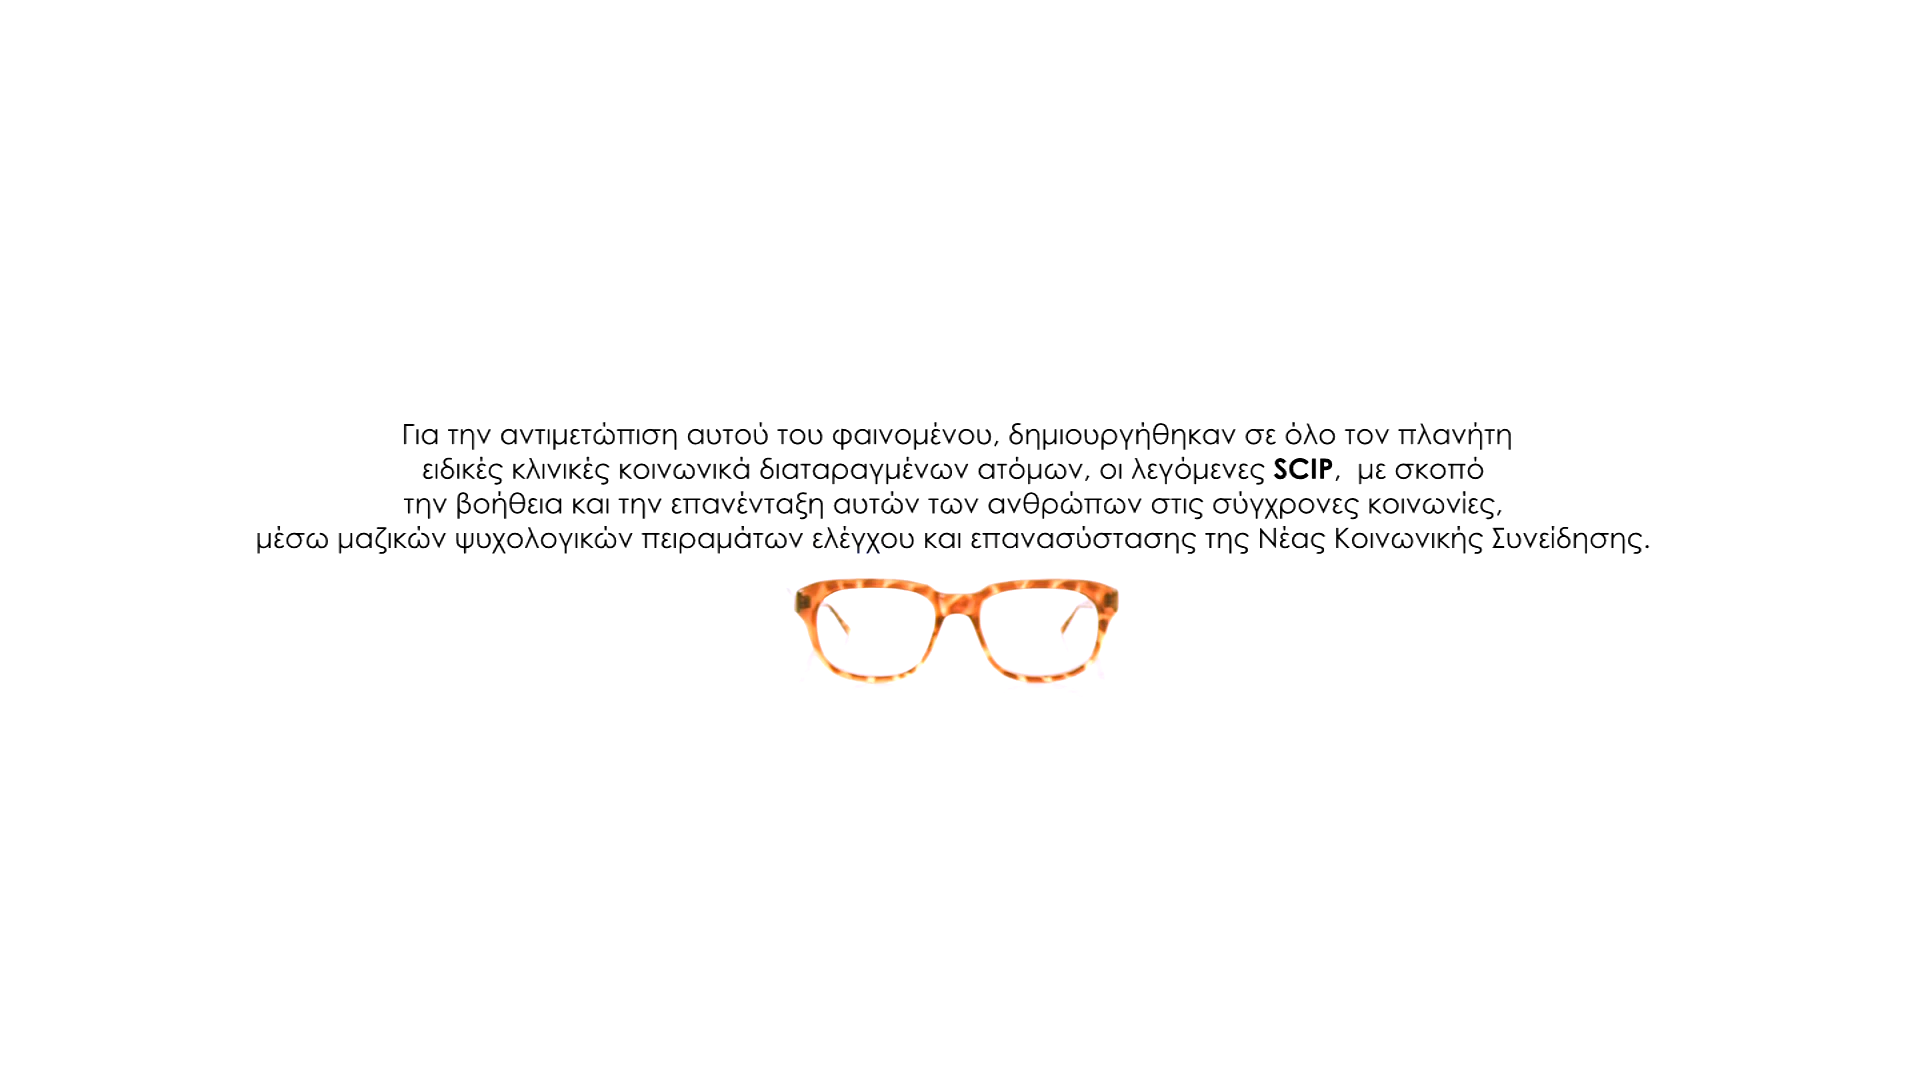 Για την αντιμετώπιση αυτού του φαινομένου, δημιουργήθηκαν σε όλο τον πλανήτη
ειδικές κλινικές κοινωνικά διαταραγμένων ατόμων, οι λεγόμενες SCIP, με σκοπό
την βοήθεια και την επανένταξη αυτών των ανθρώπων στις σύγχρονες κοινωνίες,
μέσω μαζικών ψυχολογικών πειραμάτων ελέγχου και επανασύστασης της Νέας Κοινωνικής Συνείδησης.